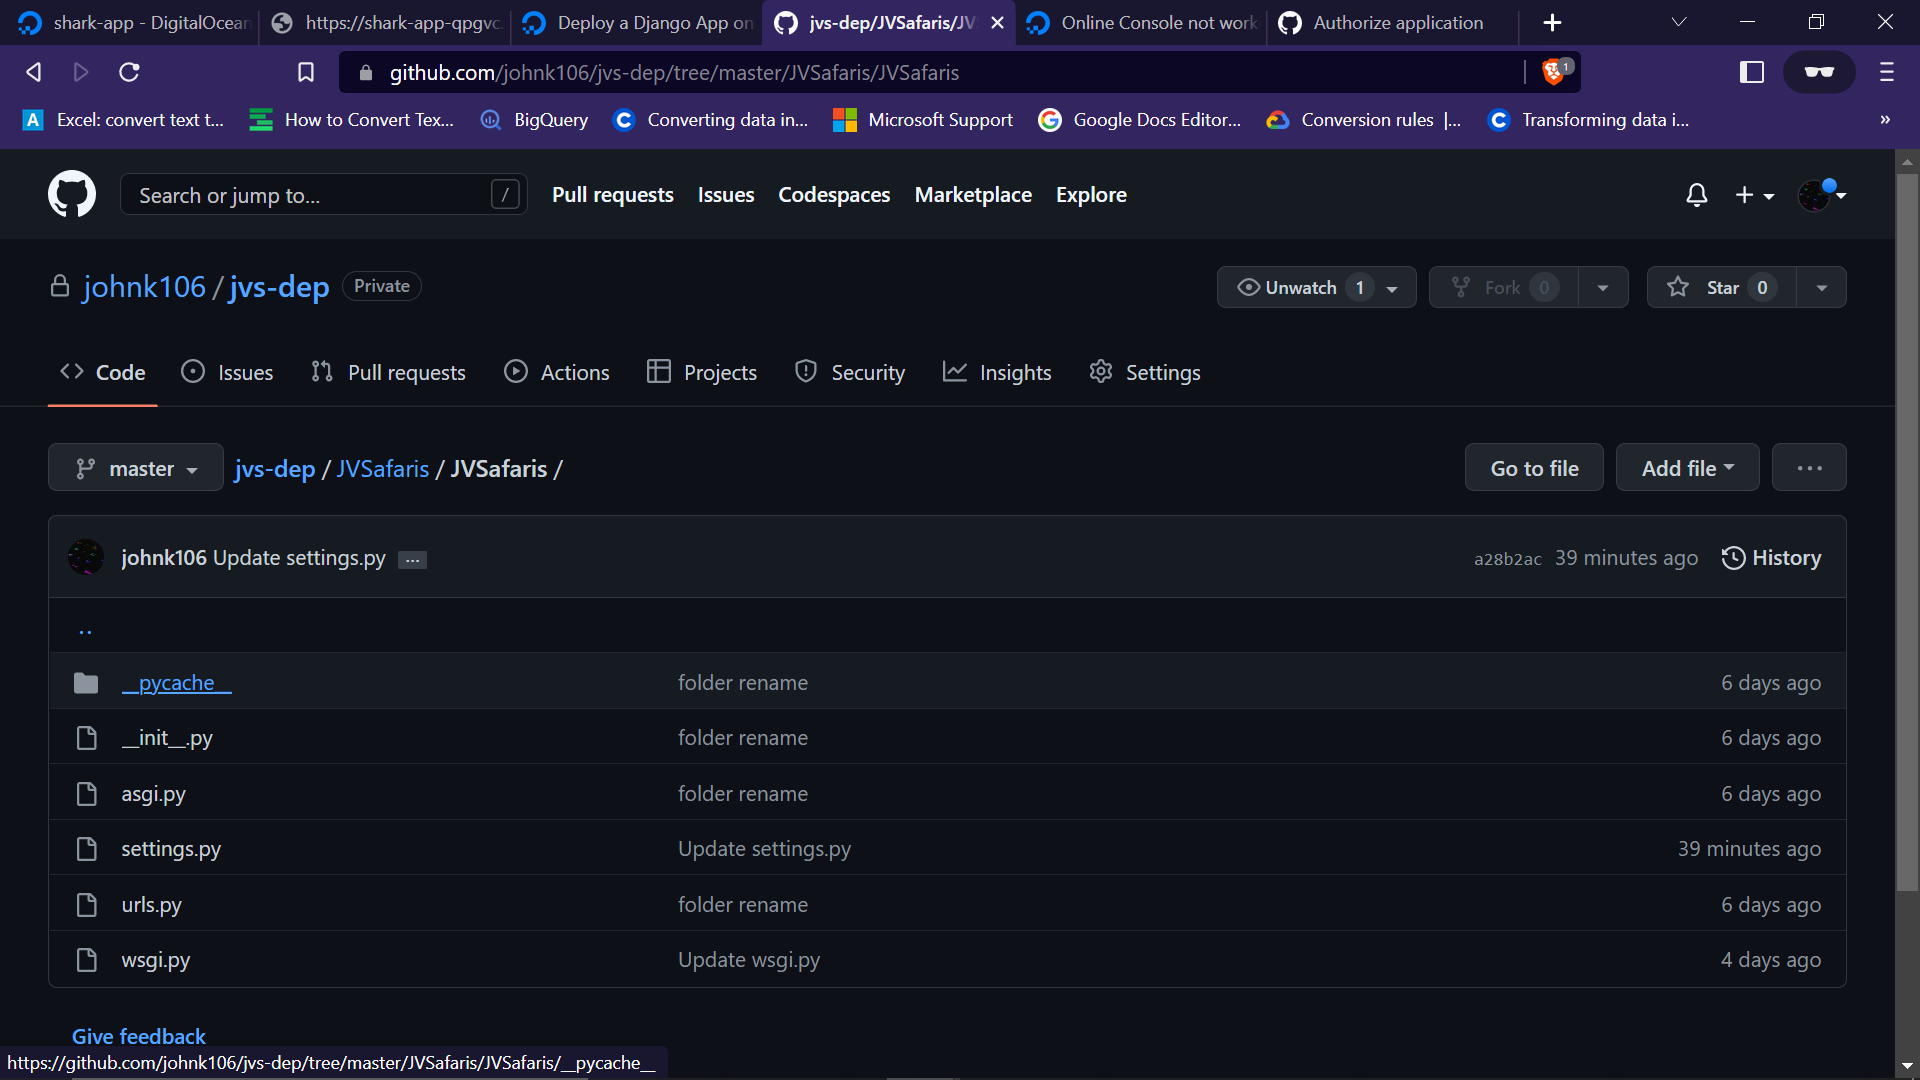 shark-app - DigitalOcean
https://shark-app-qpgvc
Deploy a Django App on
jvs-dep/JVSafaris/JV
Online Console not work
Authorize application
github.com/johnk106/jvs-dep/tree/master/JVSafaris/JVSafaris
1
A Excel: convert text t...
How to Convert Tex...
BigQuery
C Converting data in...
Microsoft Support
G Google Docs Editor...
Conversion rules |...
C Transforming data i...
»
Search or jump to... /
Pull requests
Issues
Codespaces
Marketplace
Explore
johnk106 / jvs-dep Private
Unwatch 1
Fork 0
Star 0
Code
Issues
Pull requests
Actions
Projects
Security
Insights
Settings
master
jvs-dep / JVSafaris / JVSafaris /
Go to file
Add file
...
johnk106 Update settings.py ...
a28b2ac 39 minutes ago History
..
__pycache__ folder rename 6 days ago
__init__.py folder rename 6 days ago
asgi.py folder rename 6 days ago
settings.py Update settings.py 39 minutes ago
urls.py folder rename 6 days ago
wsgi.py Update wsgi.py 4 days ago
Give feedback
https://github.com/johnk106/jvs-dep/tree/master/JVSafaris/JVSafaris/__pycache__